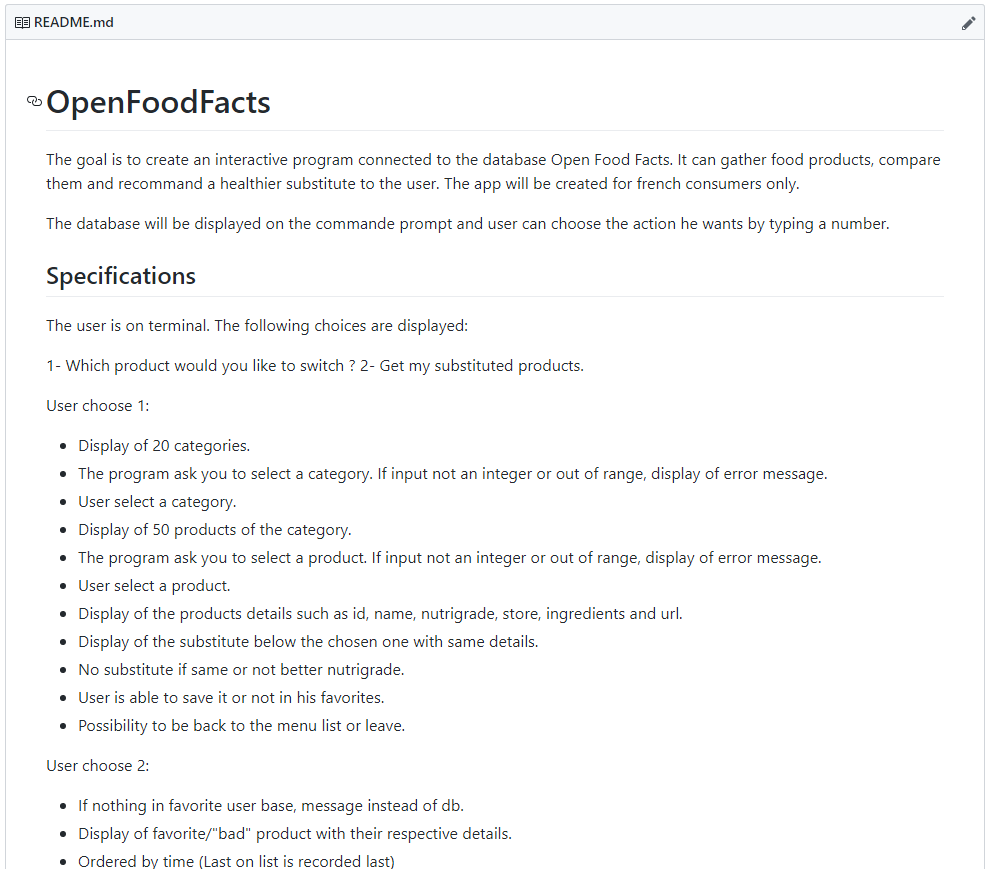 README.md
OpenFoodFacts
The goal is to create an interactive program connected to the database Open Food Facts. It can gather food products, compare
them and recommand a healthier substitute to the user. The app will be created for french consumers only.
The database will be displayed on the commande prompt and user can choose the action he wants by typing a number.
Specifications
The user is on terminal. The following choices are displayed:
1- Which product would you like to switch ? 2- Get my substituted products.
User choose 1:
Display of 20 categories.
The program ask you to select a category. If input not an integer or out of range, display of error message.
User select a category.
Display of 50 products of the category.
The program ask you to select a product. If input not an integer or out of range, display of error message.
User select a product.
Display of the products details such as id, name, nutrigrade, store, ingredients and url.
Display of the substitute below the chosen one with same details.
No substitute if same or not better nutrigrade.
User is able to save it or not in his favorites.
Possibility to be back to the menu list or leave.
User choose 2:
If nothing in favorite user base, message instead of db.
Display of favorite/"bad" product with their respective details.
Ordered by time (Last on list is recorded last)